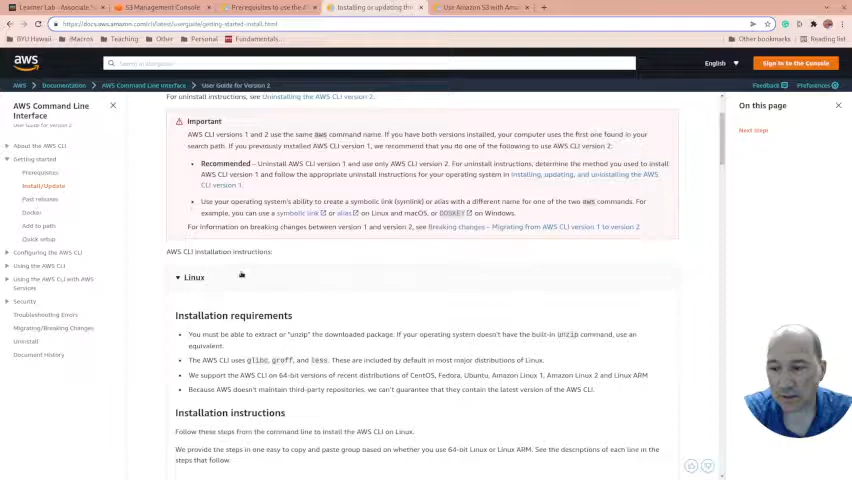 Learner Lab - Associate Se
S3 Management Console
Prerequisites to use the A
Installing or updating the
Use Amazon S3 with Amaz
https://docs.aws.amazon.com/cli/latest/userguide/getting-started-install.html
BYU Hawaii
iMacros
Teaching
Other
Personal
Fundamentals...
Other bookmarks
Reading list
aws
Search in this guide
English
Sign In to the Console
AWS
Documentation
AWS Command Line Interface
User Guide for Version 2
Feedback
Preferences
AWS Command Line
Interface
User Guide for Version 2
About the AWS CLI
Getting started
Prerequisites
Install/Update
Past releases
Docker
Add to path
Quick setup
Configuring the AWS CLI
Using the AWS CLI
Using the AWS CLI with AWS
Services
Security
Troubleshooting Errors
Migrating/Breaking Changes
Uninstall
Document History
For uninstall instructions, see Uninstalling the AWS CLI version 2.
Important
AWS CLI versions 1 and 2 use the same aws command name. If you have both versions installed, your computer uses the first one found in your
search path. If you previously installed AWS CLI version 1, we recommend that you do one of the following to use AWS CLI version 2:
• Recommended – Uninstall AWS CLI version 1 and use only AWS CLI version 2. For uninstall instructions, determine the method you used to install
AWS CLI version 1 and follow the appropriate uninstall instructions for your operating system in Installing, updating, and uninstalling the AWS
CLI version 1.
• Use your operating system's ability to create a symbolic link (symlink) or alias with a different name for one of the two aws commands. For
example, you can use a symbolic link or alias on Linux and macOS, or DOSKEY on Windows.
For information on breaking changes between version 1 and version 2, see Breaking changes – Migrating from AWS CLI version 1 to version 2
AWS CLI installation instructions:
Linux
Installation requirements
• You must be able to extract or "unzip" the downloaded package. If your operating system doesn't have the built-in unzip command, use an
equivalent.
• The AWS CLI uses glibc, groff, and less. These are included by default in most major distributions of Linux.
• We support the AWS CLI on 64-bit versions of recent distributions of CentOS, Fedora, Ubuntu, Amazon Linux 1, Amazon Linux 2 and Linux ARM
• Because AWS doesn't maintain third-party repositories, we can't guarantee that they contain the latest version of the AWS CLI.
Installation instructions
Follow these steps from the command line to install the AWS CLI on Linux.
We provide the steps in one easy to copy and paste group based on whether you use 64-bit Linux or Linux ARM. See the descriptions of each line in the
steps that follow.
On this page
Next Steps